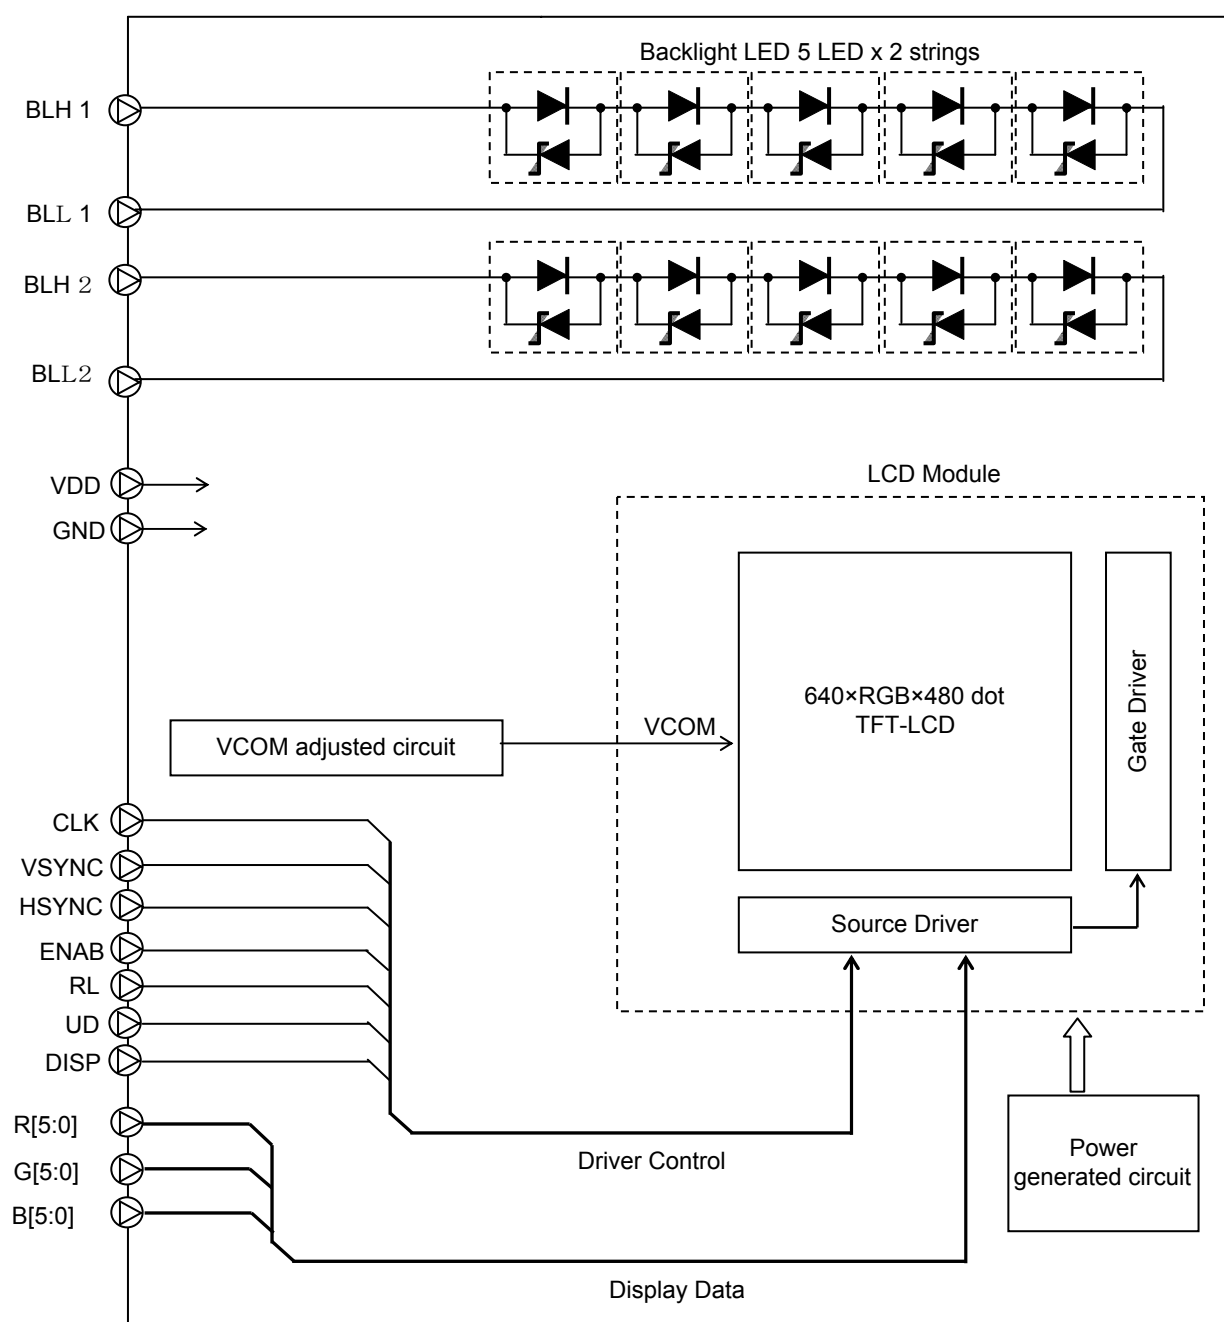 Backlight LED 5 LED x 2 strings
BLH 1
BLL 1
BLH 2
BLL2
VDD
GND
LCD Module
640×RGB×480 dot
TFT-LCD
Gate Driver
VCOM
VCOM adjusted circuit
CLK
VSYNC
HSYNC
ENAB
RL
UD
DISP
Source Driver
R[5:0]
G[5:0]
B[5:0]
Driver Control
Power
generated circuit
Display Data